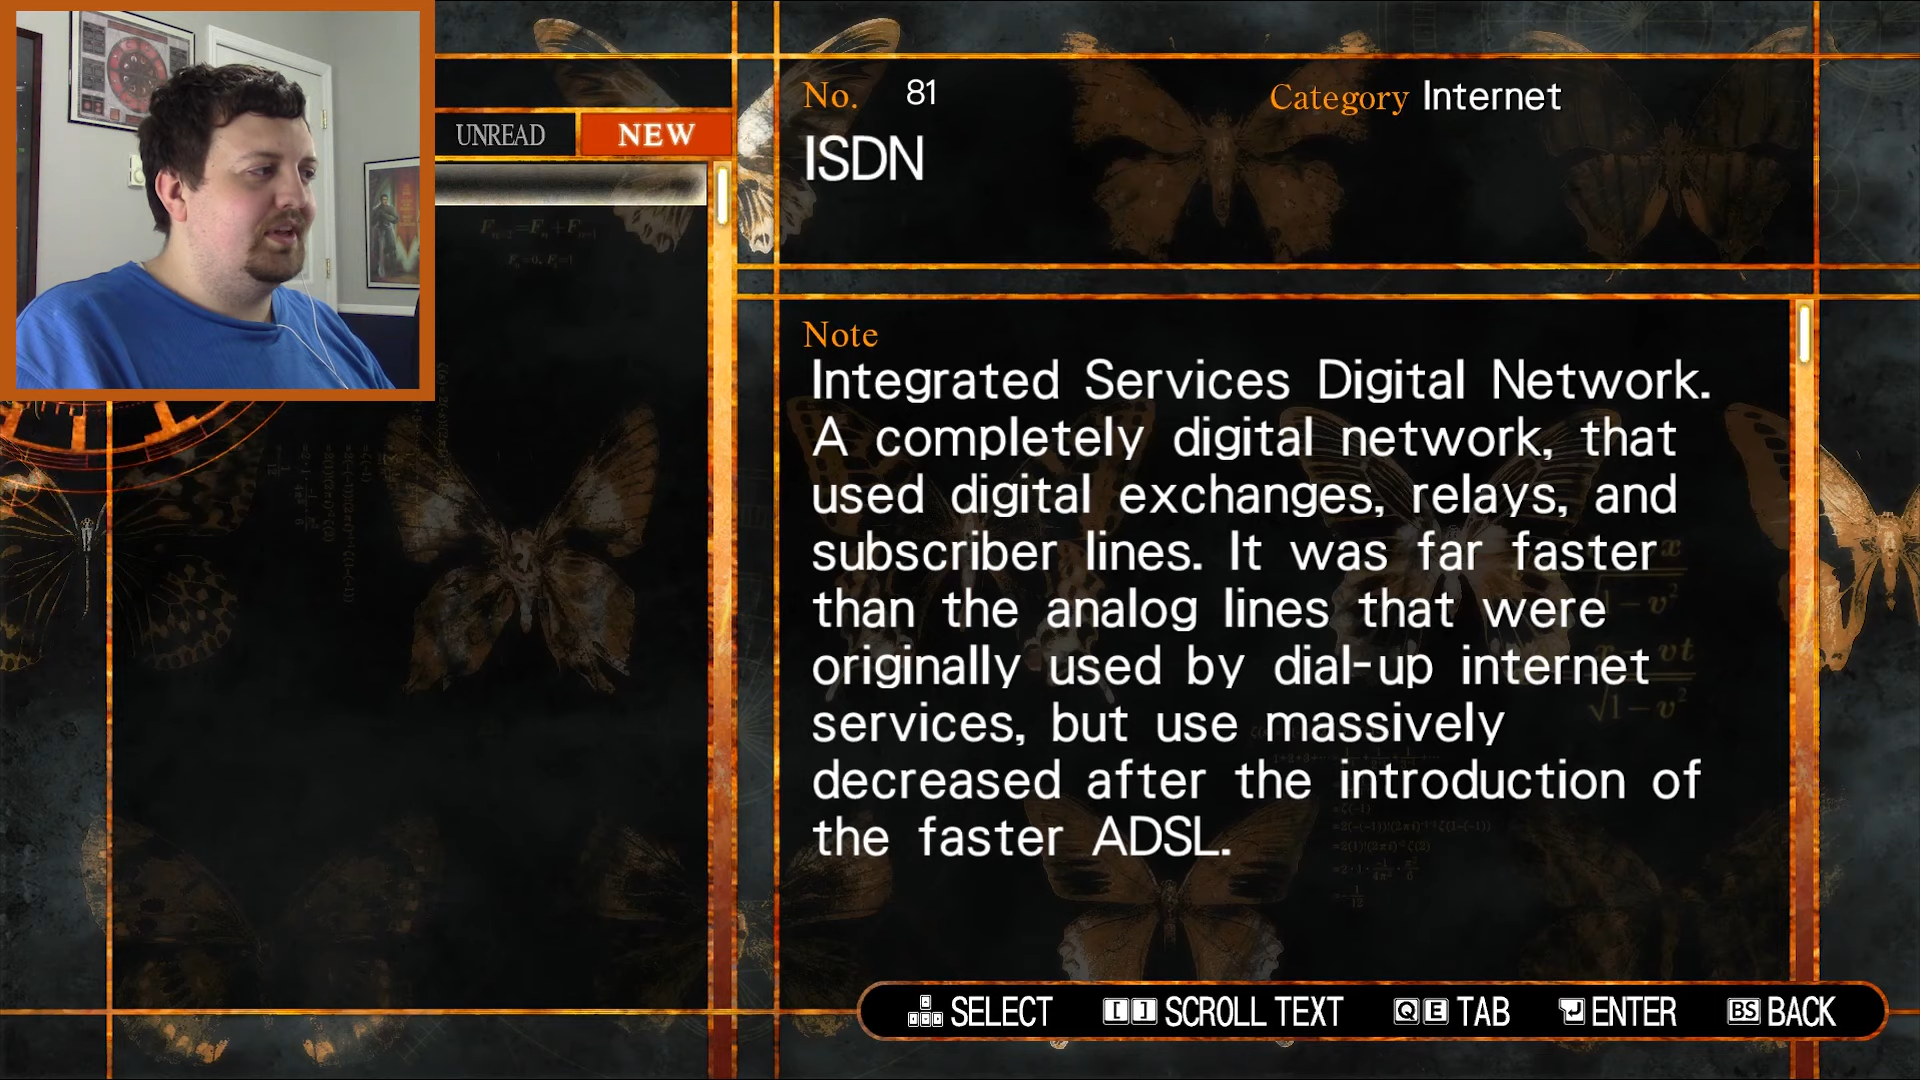 No. 81
Category Internet
ISDN
UNREAD
NEW
Note
Integrated Services Digital Network.
A completely digital network, that
used digital exchanges, relays, and
subscriber lines. It was far faster
than the analog lines that were
originally used by dial-up internet
services, but use massively
decreased after the introduction of
the faster ADSL.
SELECT [ ] SCROLL TEXT Q E TAB ENTER BS BACK